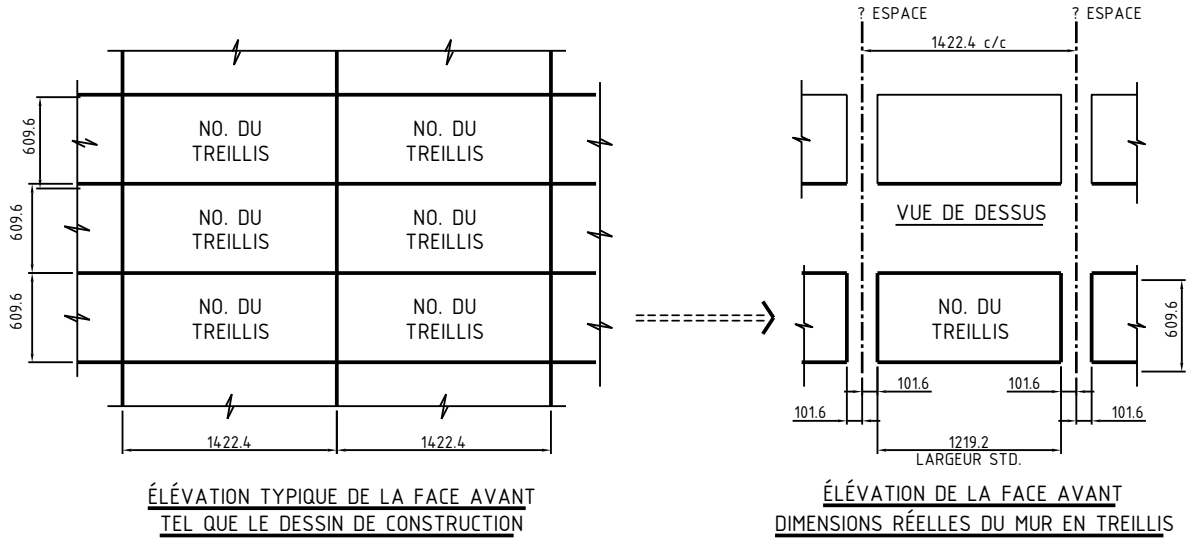 ? ESPACE
? ESPACE
1422.4 c/c
609.6
NO. DU
TREILLIS
NO. DU
TREILLIS
609.6
NO. DU
TREILLIS
NO. DU
TREILLIS
VUE DE DESSUS
609.6
NO. DU
TREILLIS
NO. DU
TREILLIS
NO. DU
TREILLIS
609.6
101.6
101.6
101.6
101.6
1422.4
1422.4
1219.2
LARGEUR STD.
ÉLÉVATION TYPIQUE DE LA FACE AVANT
TEL QUE LE DESSIN DE CONSTRUCTION
ÉLÉVATION DE LA FACE AVANT
DIMENSIONS RÉELLES DU MUR EN TREILLIS